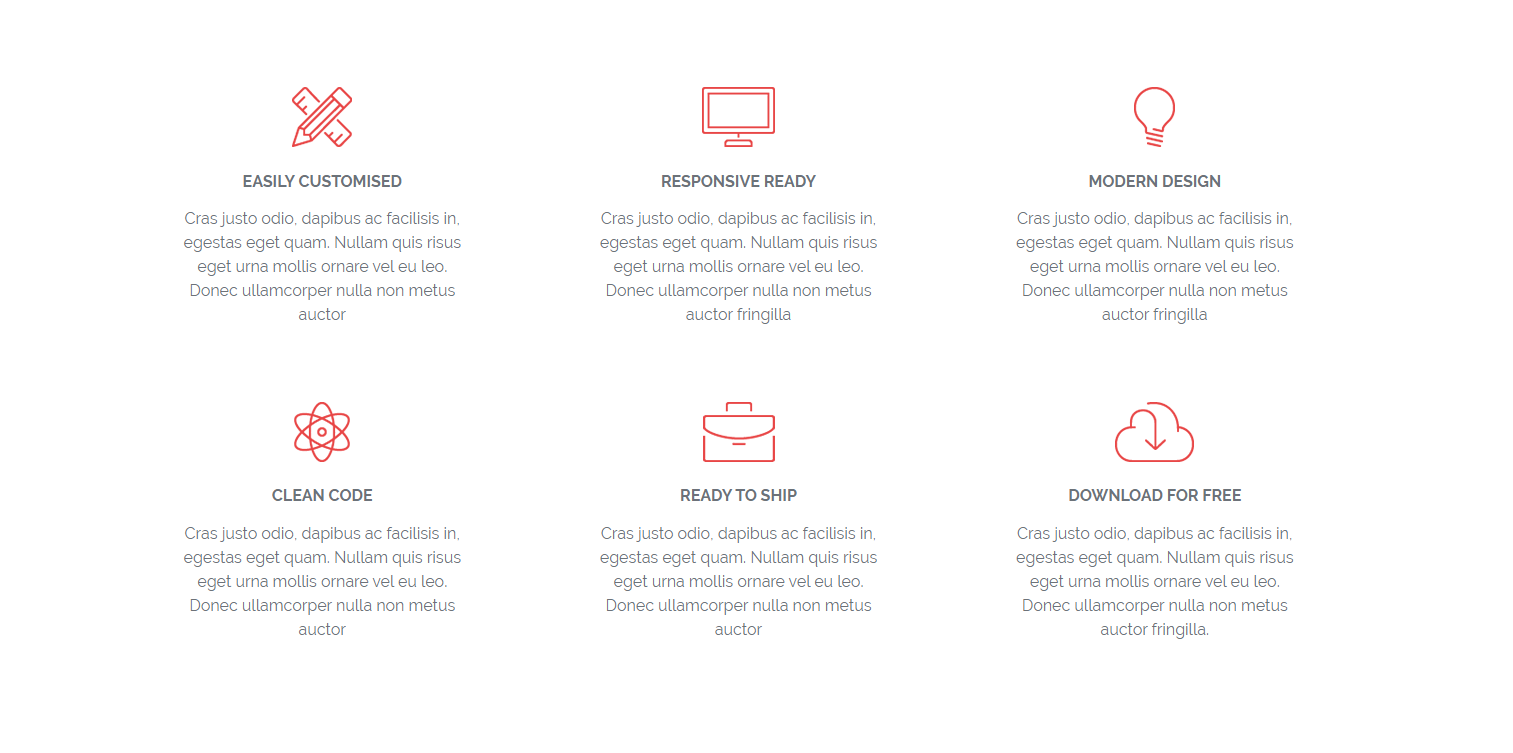 EASILY CUSTOMISED
Cras justo odio, dapibus ac facilisis in,
egestas eget quam. Nullam quis risus
eget urna mollis ornare vel eu leo.
Donec ullamcorper nulla non metus
auctor
RESPONSIVE READY
Cras justo odio, dapibus ac facilisis in,
egestas eget quam. Nullam quis risus
eget urna mollis ornare vel eu leo.
Donec ullamcorper nulla non metus
auctor fringilla
MODERN DESIGN
Cras justo odio, dapibus ac facilisis in,
egestas eget quam. Nullam quis risus
eget urna mollis ornare vel eu leo.
Donec ullamcorper nulla non metus
auctor fringilla
CLEAN CODE
Cras justo odio, dapibus ac facilisis in,
egestas eget quam. Nullam quis risus
eget urna mollis ornare vel eu leo.
Donec ullamcorper nulla non metus
auctor
READY TO SHIP
Cras justo odio, dapibus ac facilisis in,
egestas eget quam. Nullam quis risus
eget urna mollis ornare vel eu leo.
Donec ullamcorper nulla non metus
auctor
DOWNLOAD FOR FREE
Cras justo odio, dapibus ac facilisis in,
egestas eget quam. Nullam quis risus
eget urna mollis ornare vel eu leo.
Donec ullamcorper nulla non metus
auctor fringilla.